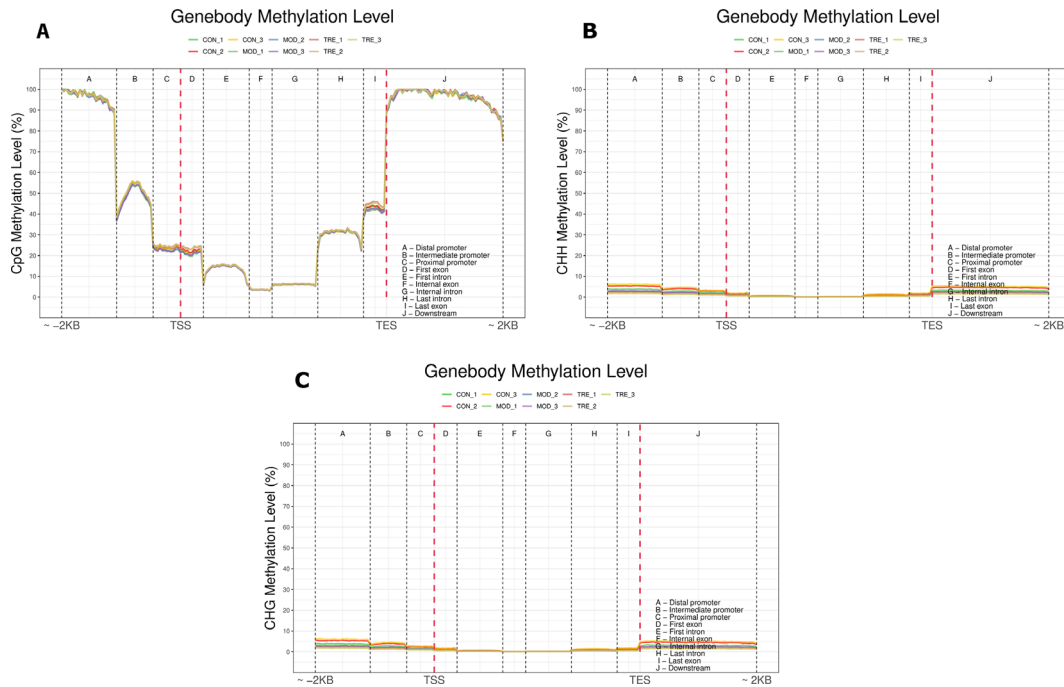 A
Genebody Methylation Level
CON_1 CON_3 MOD_2 TRE_1 TRE_3
CON_2 MOD_1 MOD_3 TRE_2
A B C D E F G H I J
CpG Methylation Level (%)
100
90
80
70
60
50
40
30
20
10
0
A – Distal promoter
B – Intermediate promoter
C – Proximal promoter
D – First exon
E – First intron
F – Internal exon
G – Internal intron
H – Last intron
I – Last exon
J – Downstream
~ −2KB TSS TES ~ 2KB
B
Genebody Methylation Level
CON_1 CON_3 MOD_2 TRE_1 TRE_3
CON_2 MOD_1 MOD_3 TRE_2
A B C D E F G H I J
CHH Methylation Level (%)
100
90
80
70
60
50
40
30
20
10
0
A – Distal promoter
B – Intermediate promoter
C – Proximal promoter
D – First exon
E – First intron
F – Internal exon
G – Internal intron
H – Last intron
I – Last exon
J – Downstream
~ −2KB TSS TES ~ 2KB
C
Genebody Methylation Level
CON_1 CON_3 MOD_2 TRE_1 TRE_3
CON_2 MOD_1 MOD_3 TRE_2
A B C D E F G H I J
CHG Methylation Level (%)
100
90
80
70
60
50
40
30
20
10
0
A – Distal promoter
B – Intermediate promoter
C – Proximal promoter
D – First exon
E – First intron
F – Internal exon
G – Internal intron
H – Last intron
I – Last exon
J – Downstream
~ −2KB TSS TES ~ 2KB